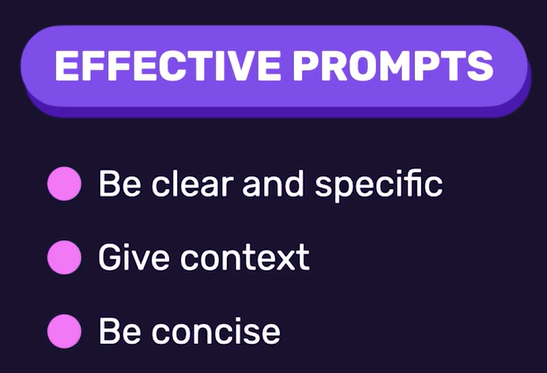 EFFECTIVE PROMPTS
Be clear and specific
Give context
Be concise